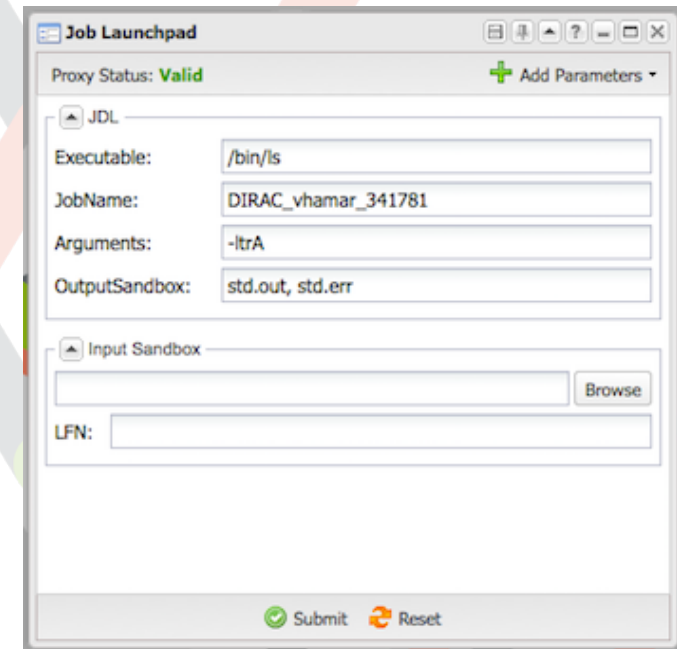 Job Launchpad
Proxy Status: Valid Add Parameters
JDL
Executable: /bin/ls
JobName: DIRAC_vhamar_341781
Arguments: -ltrA
OutputSandbox: std.out, std.err
Input Sandbox
Browse
LFN:
Submit Reset